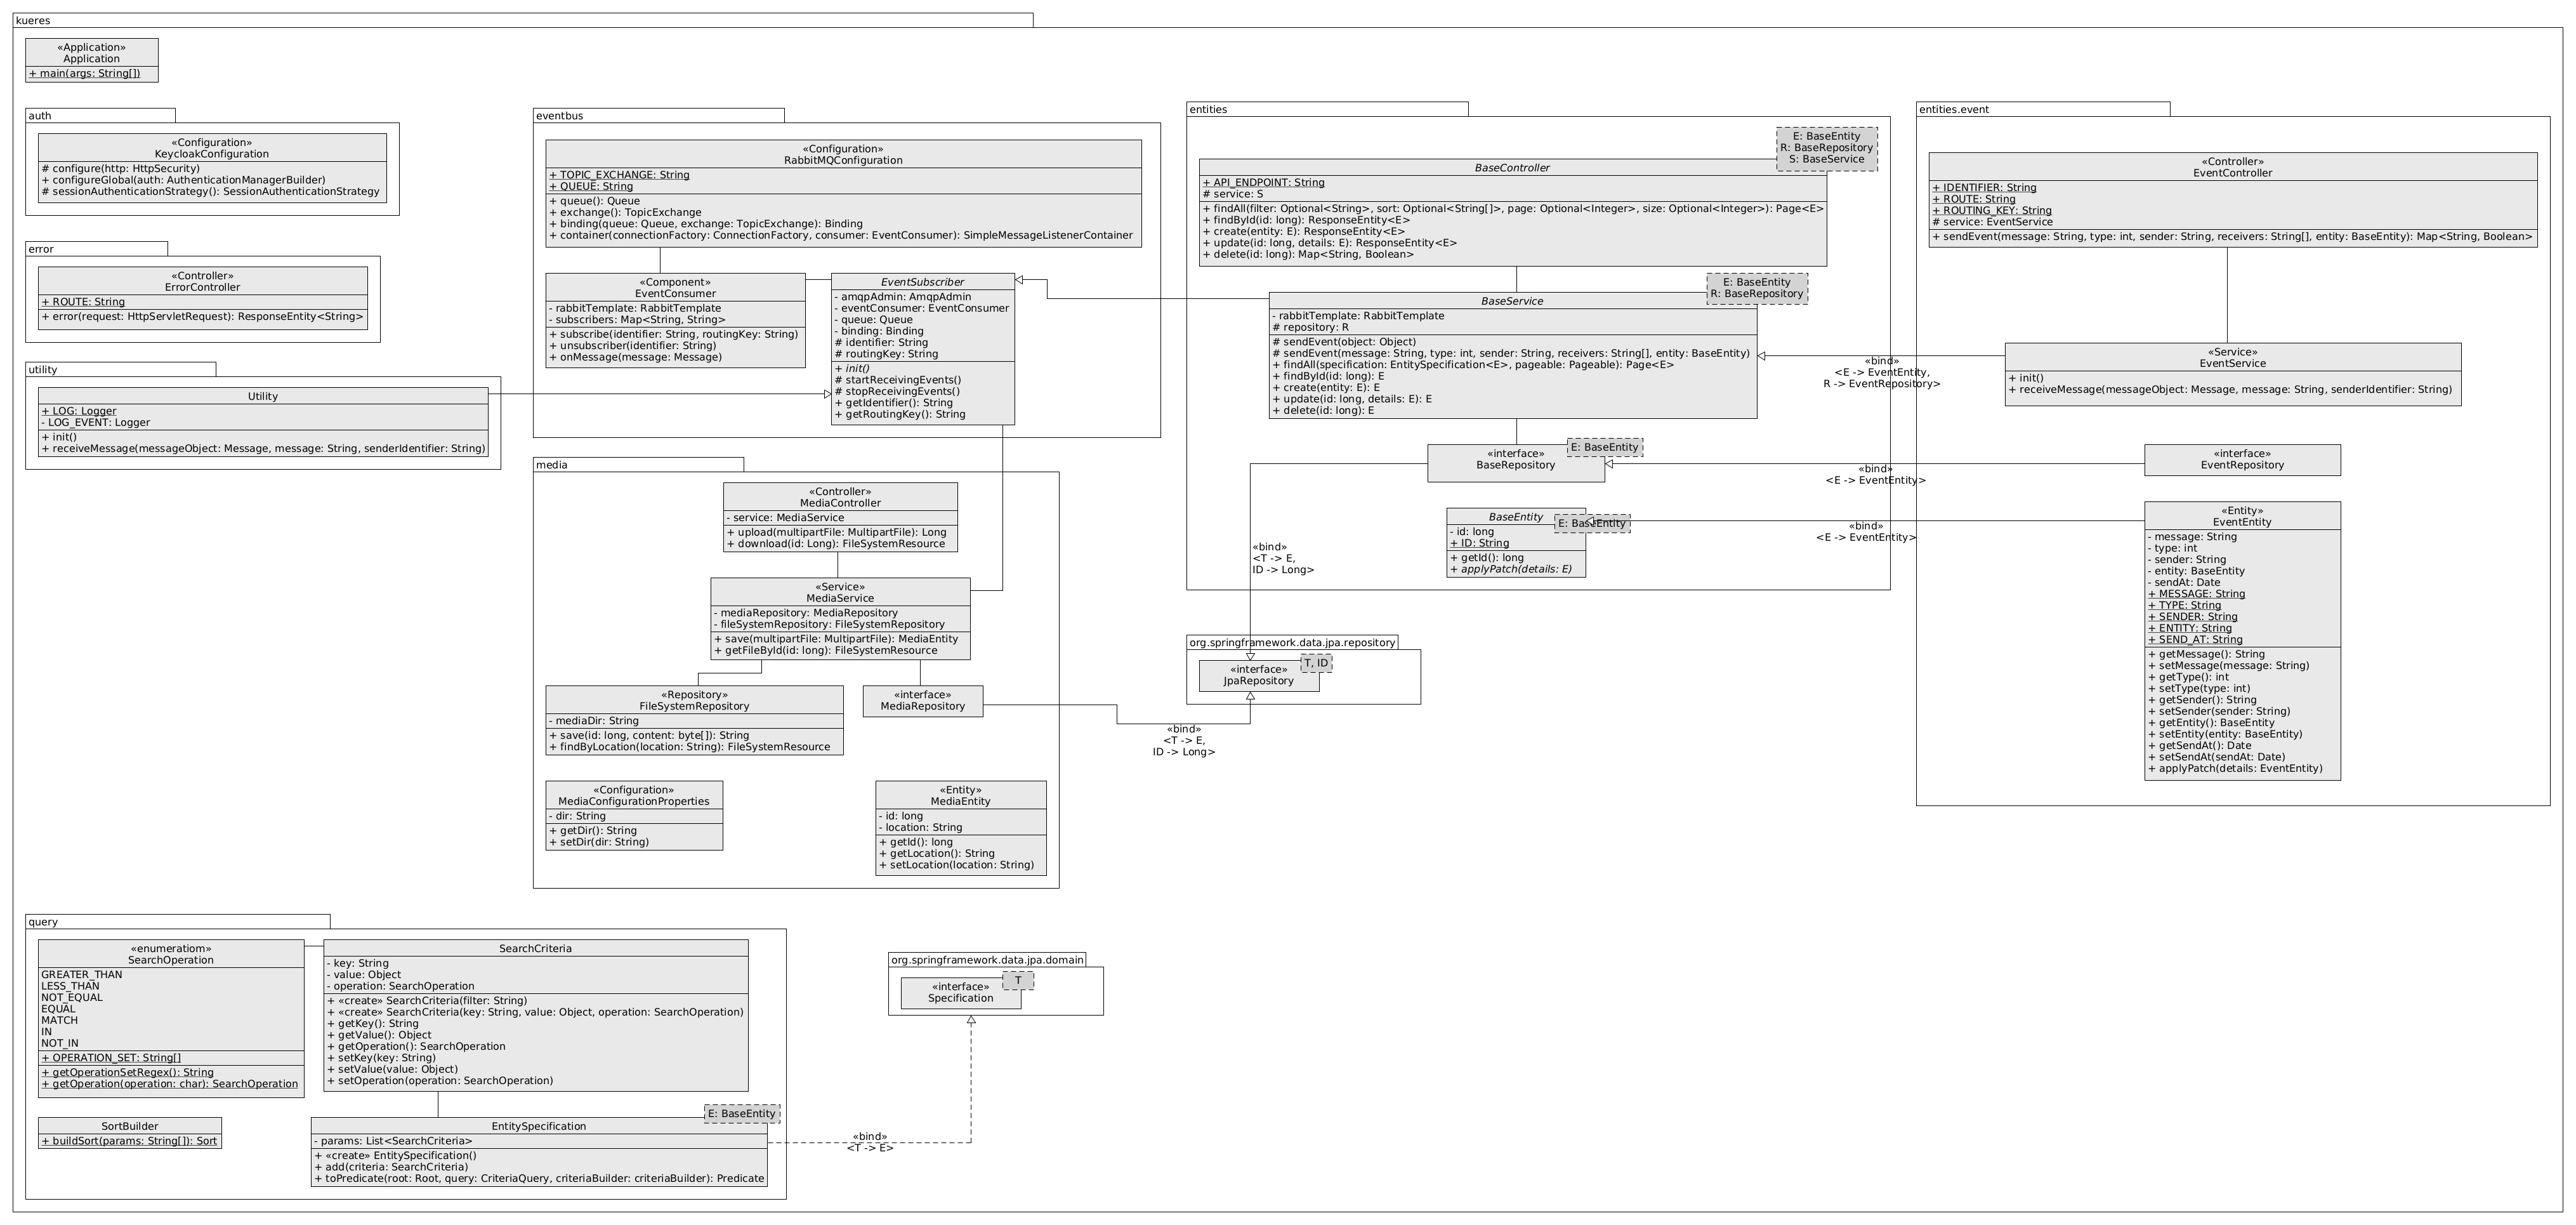 kueres
«Application»
Application
+ main(args: String[])
auth
«Configuration»
KeycloakConfiguration
# configure(http: HttpSecurity)
+ configureGlobal(auth: AuthenticationManagerBuilder)
# sessionAuthenticationStrategy(): SessionAuthenticationStrategy
error
«Controller»
ErrorController
+ ROUTE: String
+ error(request: HttpServletRequest): ResponseEntity<String>
utility
Utility
+ LOG: Logger
- LOG_EVENT: Logger
+ init()
+ receiveMessage(messageObject: Message, message: String, senderIdentifier: String)
eventbus
«Configuration»
RabbitMQConfiguration
+ TOPIC_EXCHANGE: String
+ QUEUE: String
+ queue(): Queue
+ exchange(): TopicExchange
+ binding(queue: Queue, exchange: TopicExchange): Binding
+ container(connectionFactory: ConnectionFactory, consumer: EventConsumer): SimpleMessageListenerContainer
«Component»
EventConsumer
- rabbitTemplate: RabbitTemplate
- subscribers: Map<String, String>
+ subscribe(identifier: String, routingKey: String)
+ unsubscriber(identifier: String)
+ onMessage(message: Message)
EventSubscriber
- amqpAdmin: AmqpAdmin
- eventConsumer: EventConsumer
- queue: Queue
- binding: Binding
# identifier: String
# routingKey: String
+ init()
# startReceivingEvents()
# stopReceivingEvents()
+ getIdentifier(): String
+ getRoutingKey(): String
media
«Controller»
MediaController
- service: MediaService
+ upload(multipartFile: MultipartFile): Long
+ download(id: Long): FileSystemResource
«Service»
MediaService
- mediaRepository: MediaRepository
- fileSystemRepository: FileSystemRepository
+ save(multipartFile: MultipartFile): MediaEntity
+ getFileById(id: long): FileSystemResource
«Repository»
FileSystemRepository
- mediaDir: String
+ save(id: long, content: byte[]): String
+ findByLocation(location: String): FileSystemResource
«interface»
MediaRepository
«Configuration»
MediaConfigurationProperties
- dir: String
+ getDir(): String
+ setDir(dir: String)
«Entity»
MediaEntity
- id: long
- location: String
+ getId(): long
+ getLocation(): String
+ setLocation(location: String)
entities
E: BaseEntity
R: BaseRepository
S: BaseService
BaseController
+ API_ENDPOINT: String
# service: S
+ findAll(filter: Optional<String>, sort: Optional<String[]>, page: Optional<Integer>, size: Optional<Integer>): Page<E>
+ findById(id: long): ResponseEntity<E>
+ create(entity: E): ResponseEntity<E>
+ update(id: long, details: E): ResponseEntity<E>
+ delete(id: long): Map<String, Boolean>
E: BaseEntity
R: BaseRepository
BaseService
- rabbitTemplate: RabbitTemplate
# repository: R
# sendEvent(object: Object)
# sendEvent(message: String, type: int, sender: String, receivers: String[], entity: BaseEntity)
+ findAll(specification: EntitySpecification<E>, pageable: Pageable): Page<E>
+ findById(id: long): E
+ create(entity: E): E
+ update(id: long, details: E): E
+ delete(id: long): E
E: BaseEntity
«interface»
BaseRepository
E: BaseEntity
BaseEntity
- id: long
+ ID: String
+ getId(): long
+ applyPatch(details: E)
«bind»
<T -> E,
ID -> Long>
org.springframework.data.jpa.repository
T, ID
«interface»
JpaRepository
«bind»
<T -> E,
ID -> Long>
«bind»
<E -> EventEntity,
R -> EventRepository>
«bind»
<E -> EventEntity>
«bind»
<E -> EventEntity>
entities.event
«Controller»
EventController
+ IDENTIFIER: String
+ ROUTE: String
+ ROUTING_KEY: String
# service: EventService
+ sendEvent(message: String, type: int, sender: String, receivers: String[], entity: BaseEntity): Map<String, Boolean>
«Service»
EventService
+ init()
+ receiveMessage(messageObject: Message, message: String, senderIdentifier: String)
«interface»
EventRepository
«Entity»
EventEntity
- message: String
- type: int
- sender: String
- entity: BaseEntity
- sendAt: Date
+ MESSAGE: String
+ TYPE: String
+ SENDER: String
+ ENTITY: String
+ SEND_AT: String
+ getMessage(): String
+ setMessage(message: String)
+ getType(): int
+ setType(type: int)
+ getSender(): String
+ setSender(sender: String)
+ getEntity(): BaseEntity
+ setEntity(entity: BaseEntity)
+ getSendAt(): Date
+ setSendAt(sendAt: Date)
+ applyPatch(details: EventEntity)
query
«enumeratiom»
SearchOperation
GREATER_THAN
LESS_THAN
NOT_EQUAL
EQUAL
MATCH
IN
NOT_IN
+ OPERATION_SET: String[]
+ getOperationSetRegex(): String
+ getOperation(operation: char): SearchOperation
SearchCriteria
- key: String
- value: Object
- operation: SearchOperation
+ «create» SearchCriteria(filter: String)
+ «create» SearchCriteria(key: String, value: Object, operation: SearchOperation)
+ getKey(): String
+ getValue(): Object
+ getOperation(): SearchOperation
+ setKey(key: String)
+ setValue(value: Object)
+ setOperation(operation: SearchOperation)
SortBuilder
+ buildSort(params: String[]): Sort
E: BaseEntity
EntitySpecification
- params: List<SearchCriteria>
+ «create» EntitySpecification()
+ add(criteria: SearchCriteria)
+ toPredicate(root: Root, query: CriteriaQuery, criteriaBuilder: criteriaBuilder): Predicate
org.springframework.data.jpa.domain
T
«interface»
Specification
«bind»
<T -> E>